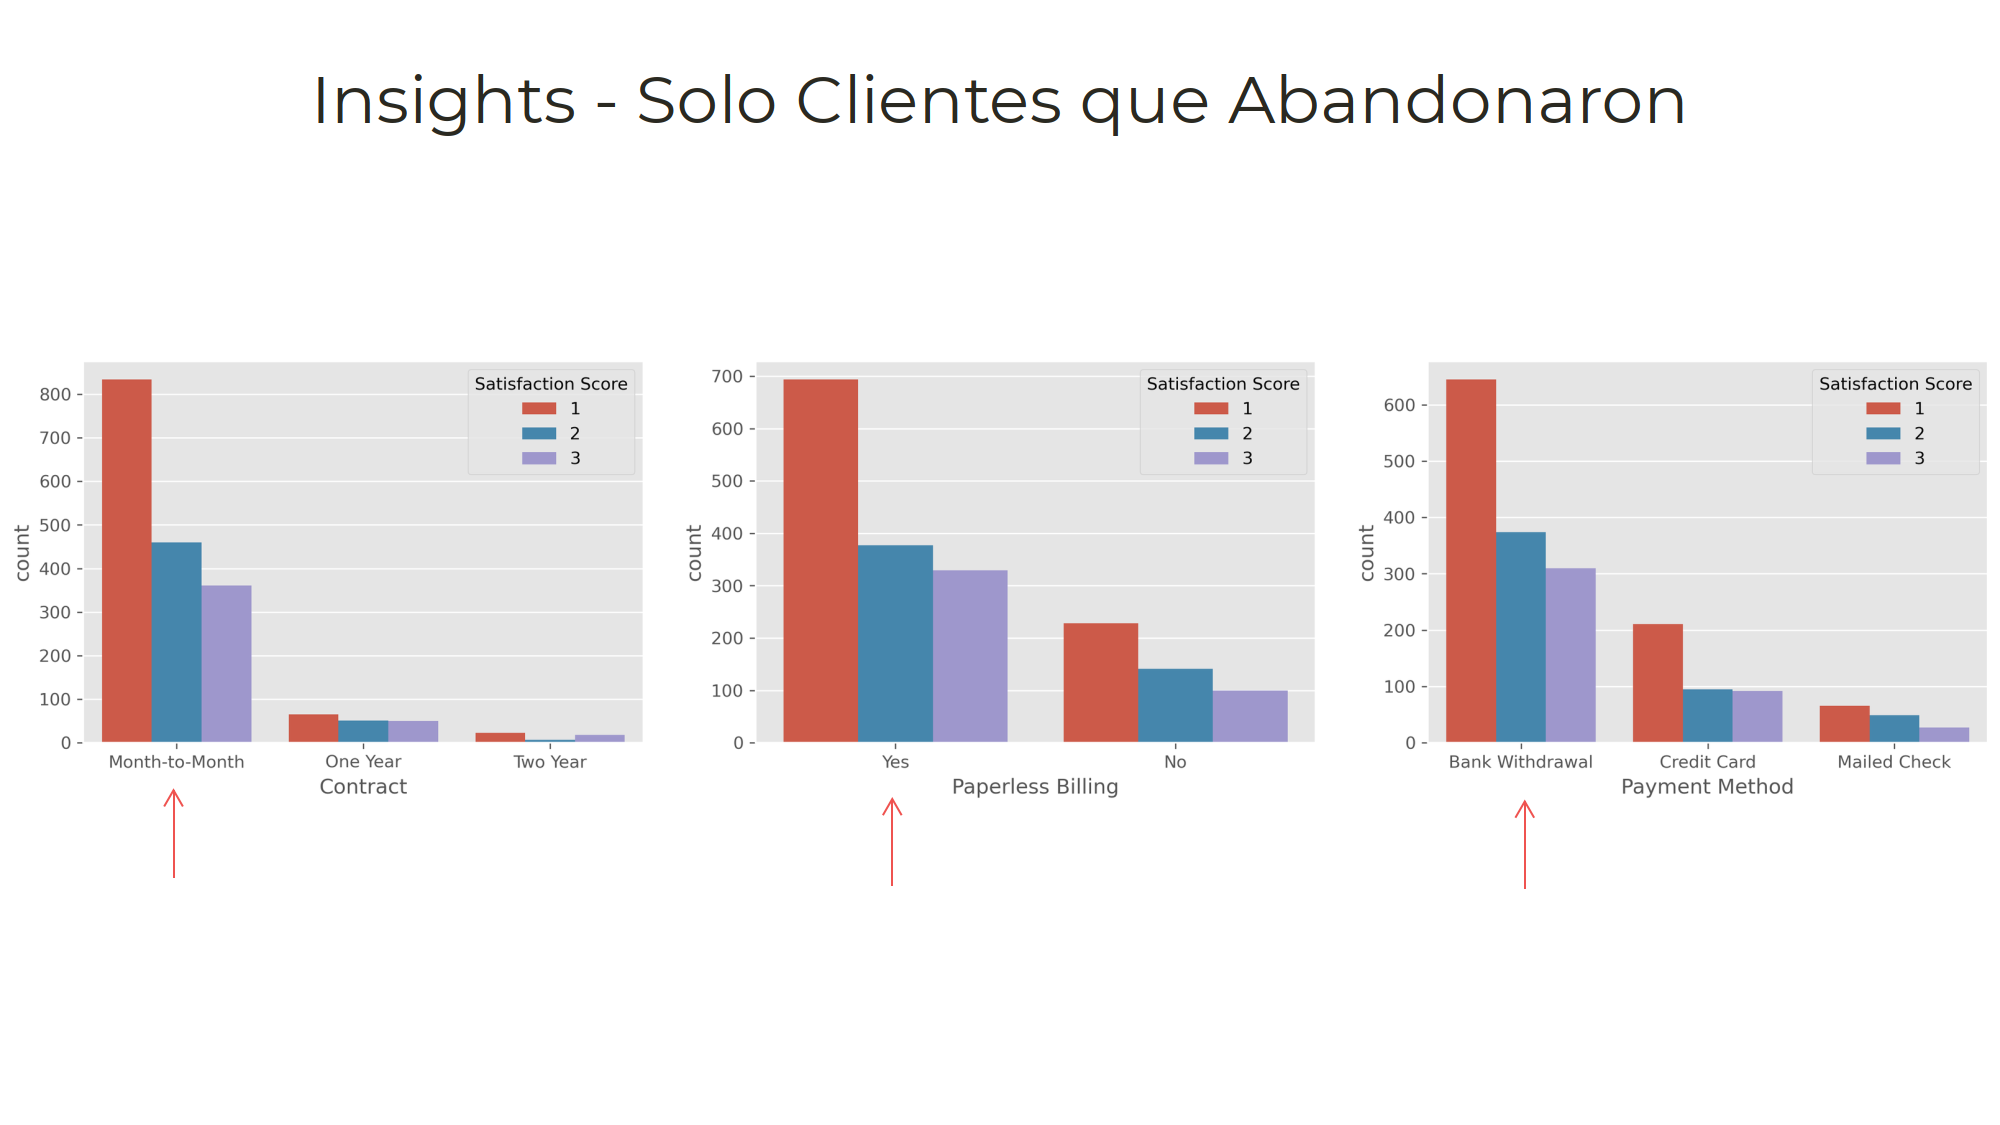 Insights - Solo Clientes que Abandonaron
800
700
600
500
400
300
200
100
0
count
Satisfaction Score
1
2
3
Month-to-Month One Year Two Year
Contract
700
600
500
400
300
200
100
0
count
Satisfaction Score
1
2
3
Yes No
Paperless Billing
600
500
400
300
200
100
0
count
Satisfaction Score
1
2
3
Bank Withdrawal Credit Card Mailed Check
Payment Method